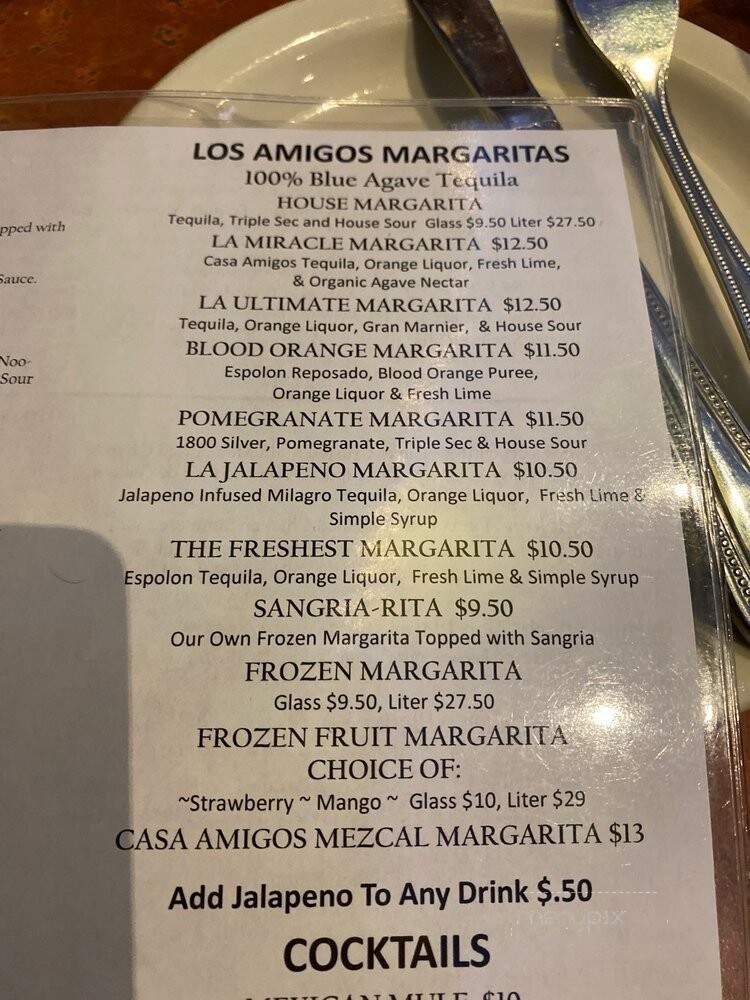 LOS AMIGOS MARGARITAS
100% Blue Agave Tequila
HOUSE MARGARITA
Tequila, Triple Sec and House Sour Glass $9.50 Liter $27.50
LA MIRACLE MARGARITA $12.50
Casa Amigos Tequila, Orange Liquor, Fresh Lime,
& Organic Agave Nectar
LA ULTIMATE MARGARITA $12.50
Tequila, Orange Liquor, Gran Marnier, & House Sour
BLOOD ORANGE MARGARITA $11.50
Espolon Reposado, Blood Orange Puree,
Orange Liquor & Fresh Lime
POMEGRANATE MARGARITA $11.50
1800 Silver, Pomegranate, Triple Sec & House Sour
LA JALAPENO MARGARITA $10.50
Jalapeno Infused Milagro Tequila, Orange Liquor, Fresh Lime &
Simple Syrup
THE FRESHEST MARGARITA $10.50
Espolon Tequila, Orange Liquor, Fresh Lime & Simple Syrup
SANGRIA-RITA $9.50
Our Own Frozen Margarita Topped with Sangria
FROZEN MARGARITA
Glass $9.50, Liter $27.50
FROZEN FRUIT MARGARITA
CHOICE OF:
~Strawberry ~ Mango ~ Glass $10, Liter $29
CASA AMIGOS MEZCAL MARGARITA $13
Add Jalapeno To Any Drink $.50
COCKTAILS
MEXICAN MULE $10
pped with
Sauce.
Noo-
Sour